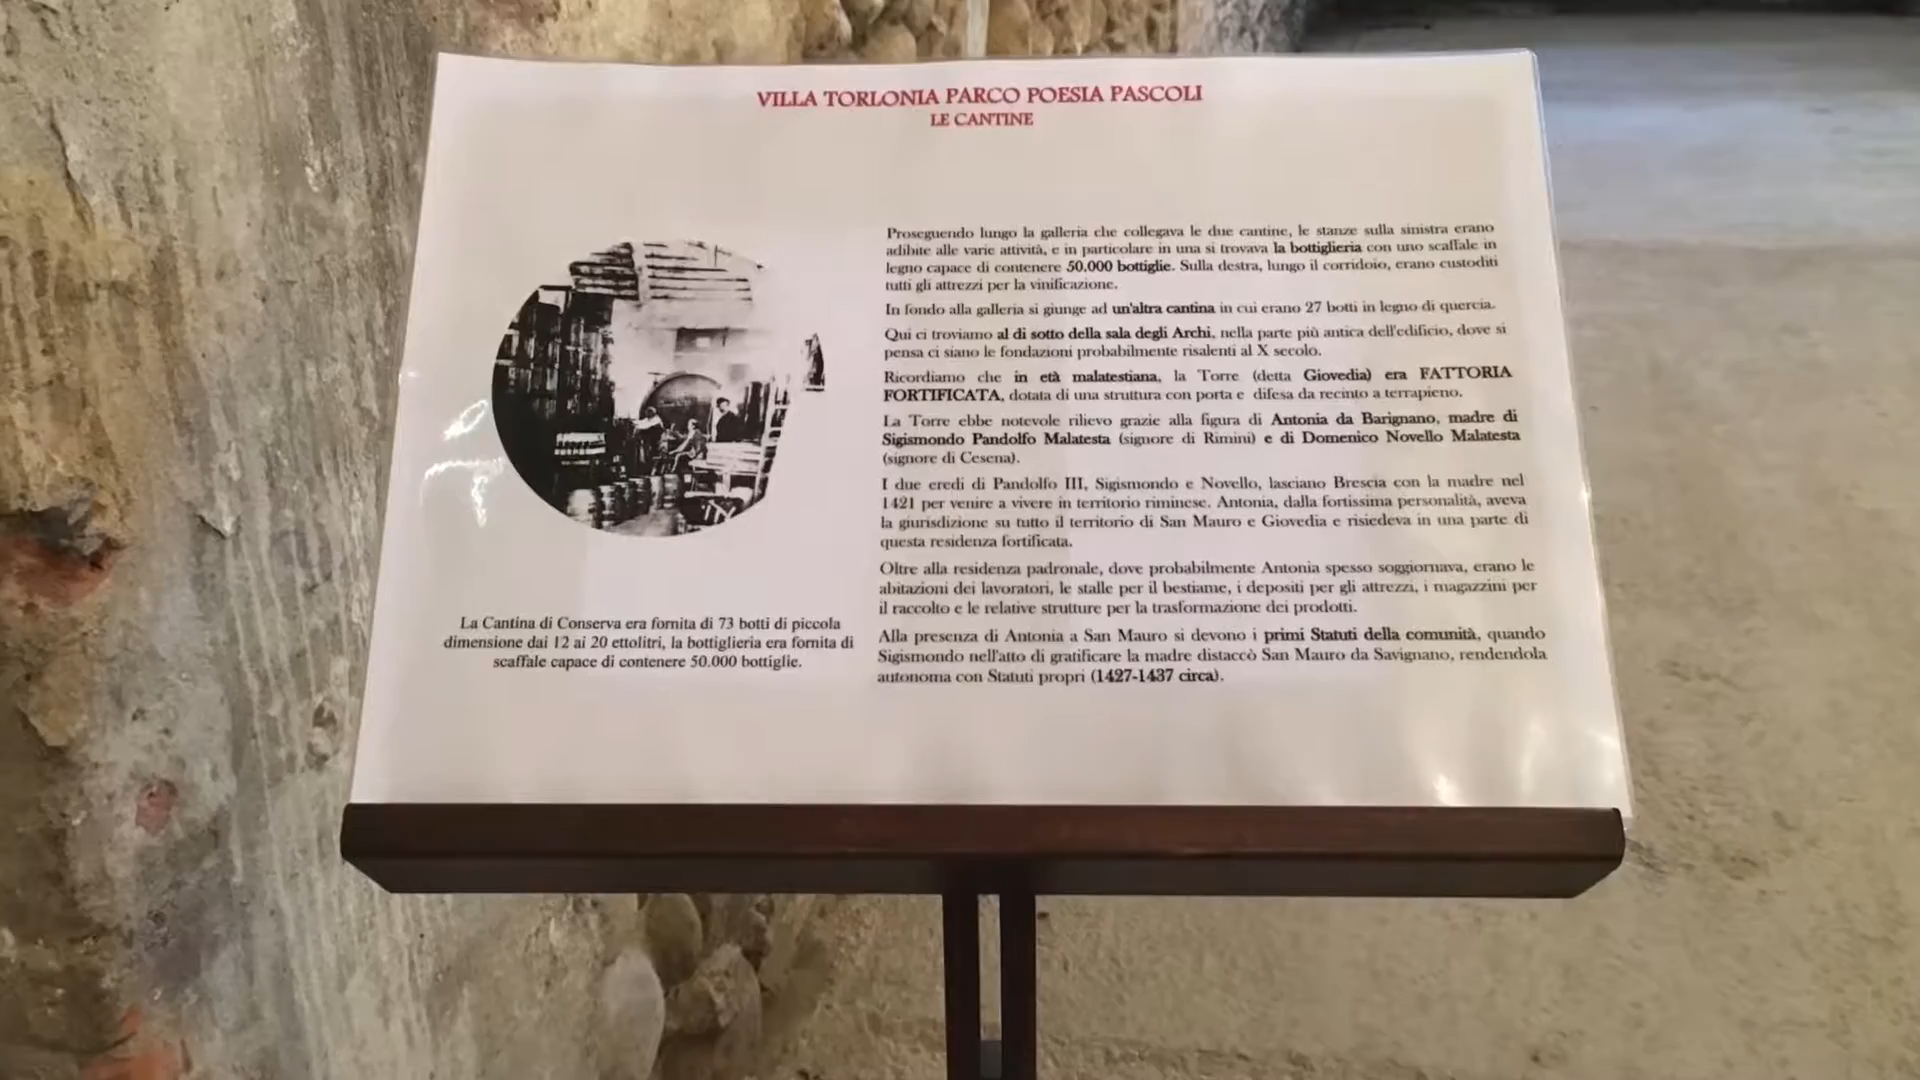 VILLA TORLONIA PARCO POESIA PASCOLI
LE CANTINE
Proseguendo lungo la galleria che collegava le due cantine, le stanze sulla sinistra erano
adibite alle varie attività, e in particolare in una si trovava la bottiglieria con uno scaffale in
legno capace di contenere 50.000 bottiglie. Sulla destra, lungo il corridoio, erano custoditi
tutti gli attrezzi per la vinificazione.
In fondo alla galleria si giunge ad un'altra cantina in cui erano 27 botti in legno di quercia.
Qui ci troviamo al di sotto della sala degli Archi, nella parte più antica dell'edificio, dove si
pensa ci siano le fondazioni probabilmente risalenti al X secolo.
Ricordiamo che in età malatestiana, la Torre (detta Giovedia) era FATTORIA
FORTIFICATA, dotata di una struttura con porta e difesa da recinto a terrapieno.
La Torre ebbe notevole rilievo grazie alla figura di Antonia da Barignano, madre di
Sigismondo Pandolfo Malatesta (signore di Rimini) e di Domenico Novello Malatesta
(signore di Cesena).
I due eredi di Pandolfo III, Sigismondo e Novello, lasciano Brescia con la madre nel
1421 per venire a vivere in territorio riminese. Antonia, dalla fortissima personalità, aveva
la giurisdizione su tutto il territorio di San Mauro e Giovedia e risiedeva in una parte di
questa residenza fortificata.
Oltre alla residenza padronale, dove probabilmente Antonia spesso soggiornava, erano le
abitazioni dei lavoratori, le stalle per il bestiame, i depositi per gli attrezzi, i magazzini per
il raccolto e le relative strutture per la trasformazione dei prodotti.
Alla presenza di Antonia a San Mauro si devono i primi Statuti della comunità, quando
Sigismondo nell'atto di gratificare la madre distaccò San Mauro da Savignano, rendendola
autonoma con Statuti propri (1427-1437 circa).
La Cantina di Conserva era fornita di 73 botti di piccola
dimensione dai 12 ai 20 ettolitri, la bottiglieria era fornita di
scaffale capace di contenere 50.000 bottiglie.